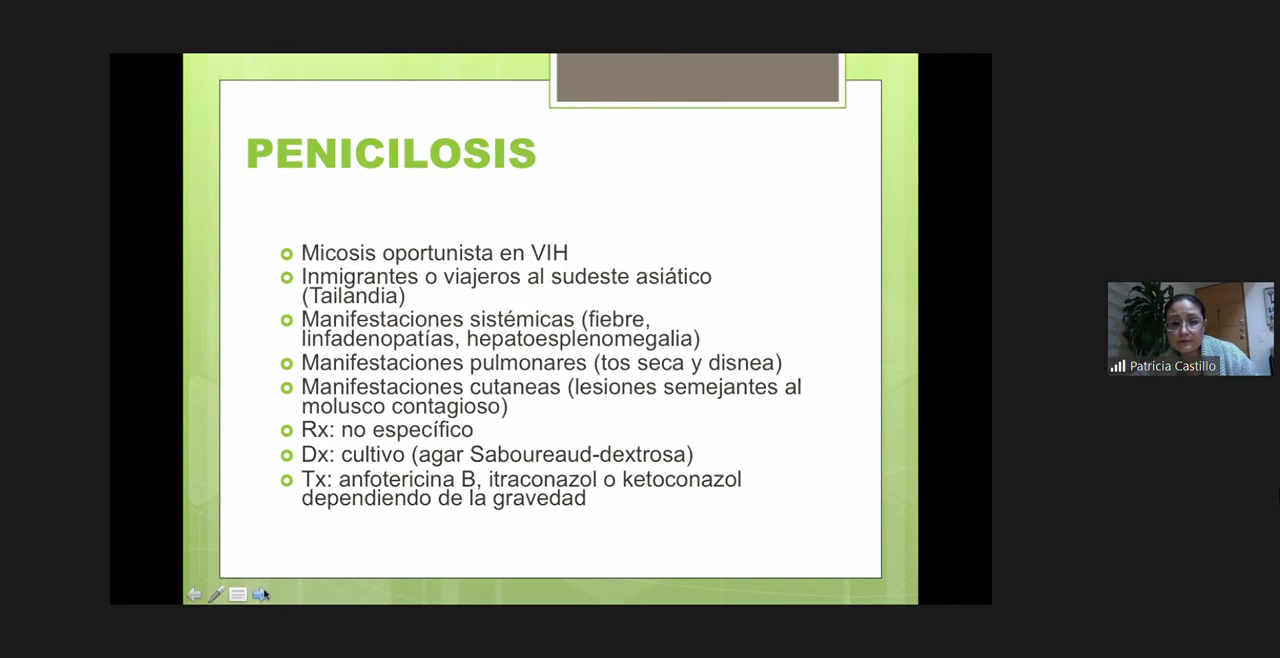 PENICILOSIS
Micosis oportunista en VIH
Inmigrantes o viajeros al sudeste asiático
(Tailandia)
Manifestaciones sistémicas (fiebre,
linfadenopatías, hepatoesplenomegalia)
Manifestaciones pulmonares (tos seca y disnea)
Manifestaciones cutaneas (lesiones semejantes al
molusco contagioso)
Rx: no específico
Dx: cultivo (agar Saboureaud-dextrosa)
Tx: anfotericina B, itraconazol o ketoconazol
dependiendo de la gravedad
Patricia Castillo